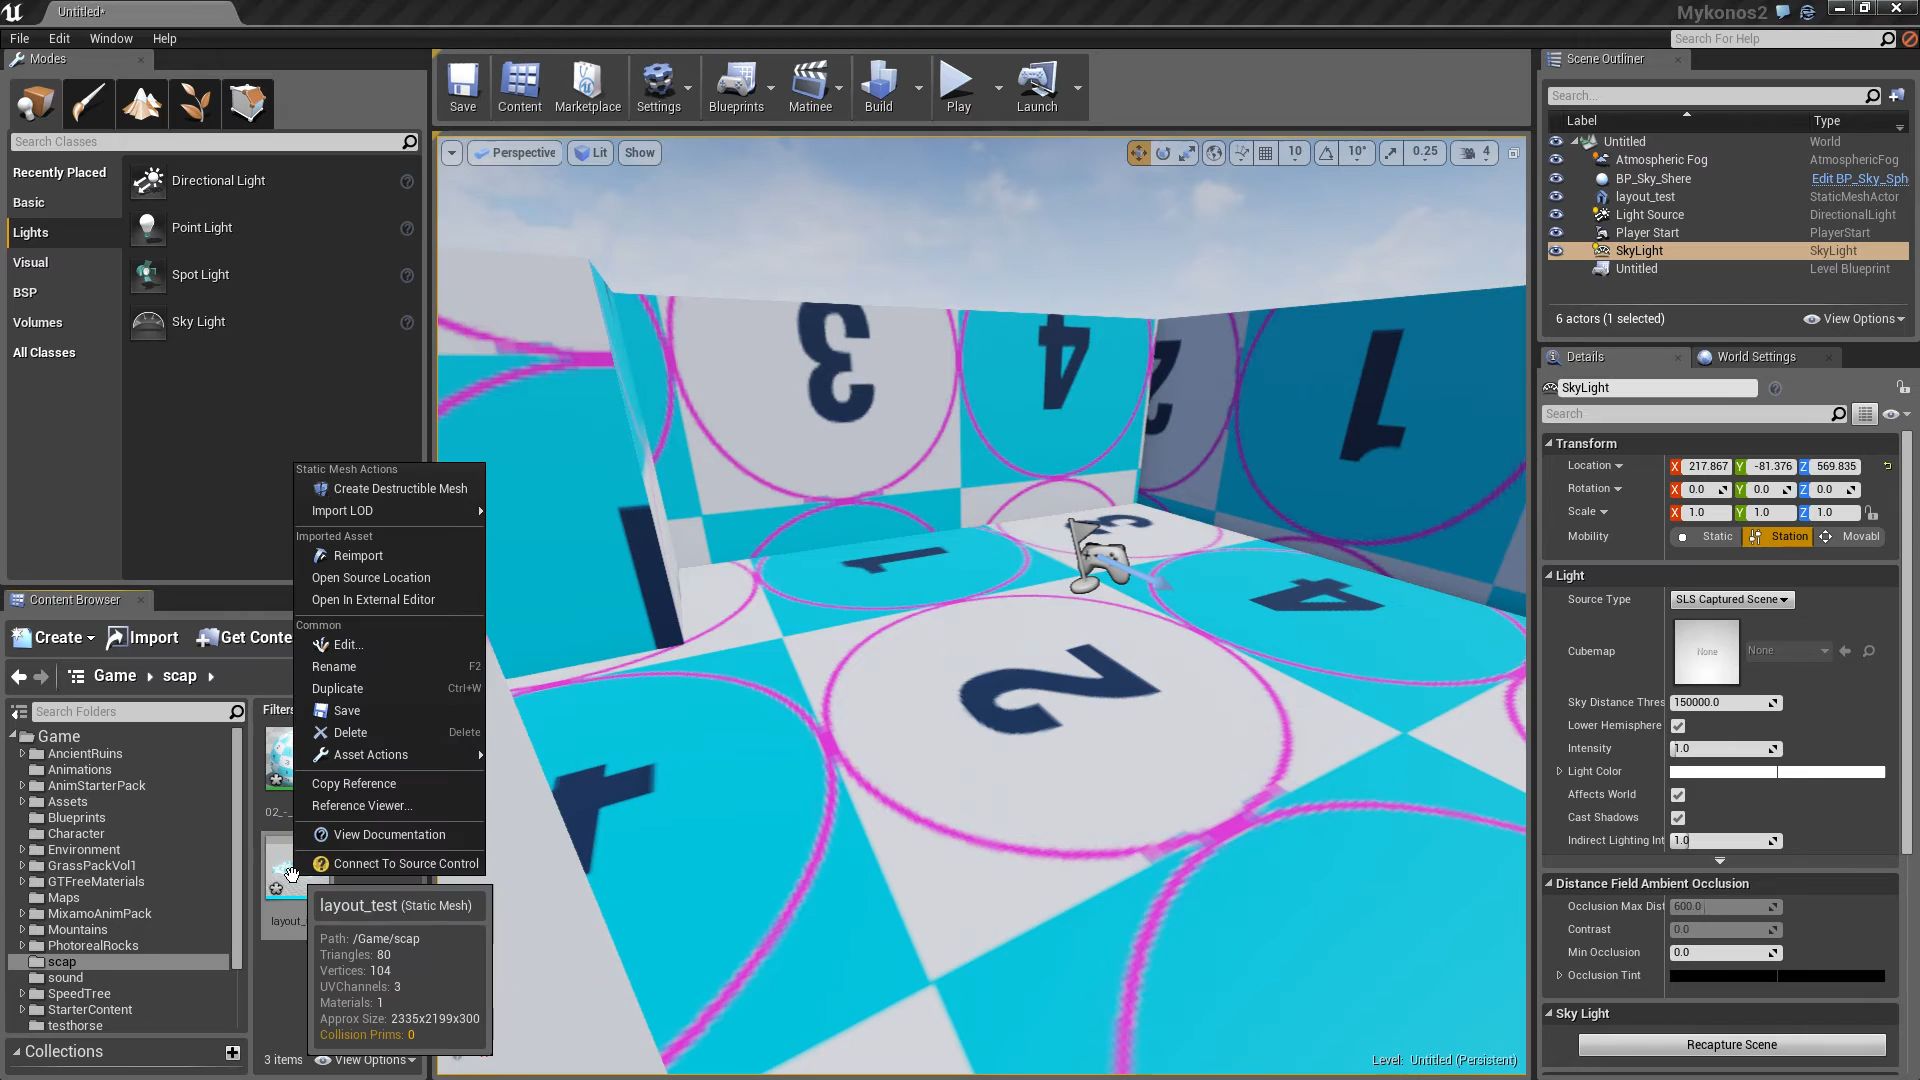 Untitled*
Mykonos2
File Edit Window Help
Search For Help
Modes
Search Classes
Recently Placed
Basic
Lights
Visual
BSP
Volumes
All Classes
Directional Light
Point Light
Spot Light
Sky Light
Save
Content
Marketplace
Settings
Blueprints
Matinee
Build
Play
Launch
Perspective
Lit
Show
10
10°
0.25
4
3
4
2
1
1
3
4
2
1
Level: Untitled (Persistent)
Static Mesh Actions
Create Destructible Mesh
Import LOD
Imported Asset
Reimport
Open Source Location
Open In External Editor
Common
Edit...
Rename F2
Duplicate Ctrl+W
Save
Delete Delete
Asset Actions
Copy Reference
Reference Viewer...
View Documentation
Connect To Source Control
layout_test (Static Mesh)
Path: /Game/scap
Triangles: 80
Vertices: 104
UVChannels: 3
Materials: 1
Approx Size: 2335x2199x300
Collision Prims: 0
Content Browser
Create
Import
Get Conte
Game
scap
Search Folders
Filters
Game
AncientRuins
Animations
AnimStarterPack
Assets
Blueprints
Character
Environment
GrassPackVol1
GTFreeMaterials
Maps
MixamoAnimPack
Mountains
PhotorealRocks
scap
sound
SpeedTree
StarterContent
testhorse
02_-_
layout_
Collections
3 items
View Options
Scene Outliner
Search...
Label Type
Untitled World
Atmospheric Fog AtmosphericFog
BP_Sky_Shere Edit BP_Sky_Sph
layout_test StaticMeshActor
Light Source DirectionalLight
Player Start PlayerStart
SkyLight SkyLight
Untitled Level Blueprint
6 actors (1 selected)
View Options
Details
World Settings
SkyLight
Search
Transform
Location X 217.867 Y -81.376 Z 569.835
Rotation X 0.0 Y 0.0 Z 0.0
Scale X 1.0 Y 1.0 Z 1.0
Mobility Static Station Movabl
Light
Source Type SLS Captured Scene
Cubemap None None
Sky Distance Thres 150000.0
Lower Hemisphere
Intensity 1.0
Light Color
Affects World
Cast Shadows
Indirect Lighting Int 1.0
Distance Field Ambient Occlusion
Occlusion Max Dist 600.0
Contrast 0.0
Min Occlusion 0.0
Occlusion Tint
Sky Light
Recapture Scene